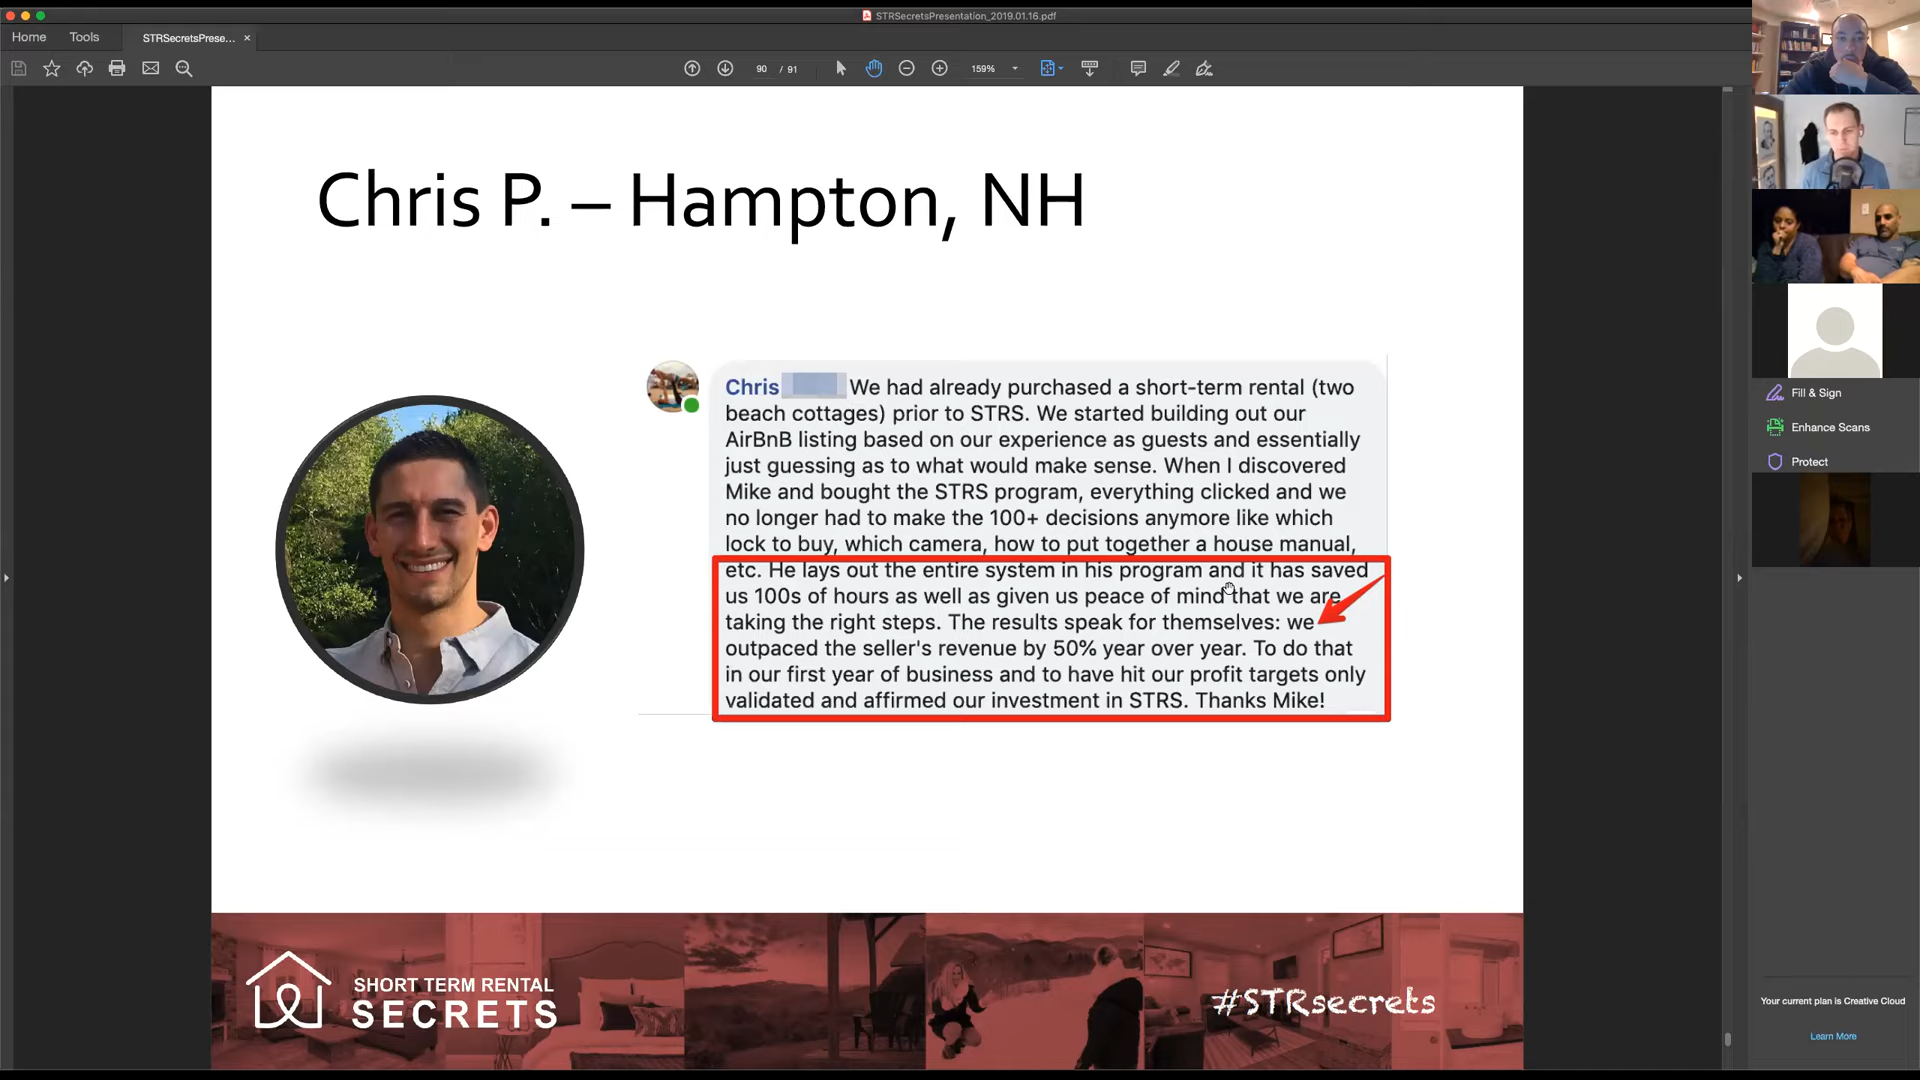 STRSecretsPresentation_2019.01.16.pdf
Home
Tools
STRSecretsPrese...
90 / 91
159%
Chris P. – Hampton, NH
Chris We had already purchased a short-term rental (two
beach cottages) prior to STRS. We started building out our
AirBnB listing based on our experience as guests and essentially
just guessing as to what would make sense. When I discovered
Mike and bought the STRS program, everything clicked and we
no longer had to make the 100+ decisions anymore like which
lock to buy, which camera, how to put together a house manual,
etc. He lays out the entire system in his program and it has saved
us 100s of hours as well as given us peace of mind that we are
taking the right steps. The results speak for themselves: we
outpaced the seller's revenue by 50% year over year. To do that
in our first year of business and to have hit our profit targets only
validated and affirmed our investment in STRS. Thanks Mike!
SHORT TERM RENTAL
SECRETS
#STRsecrets
Fill & Sign
Enhance Scans
Protect
Your current plan is Creative Cloud
Learn More